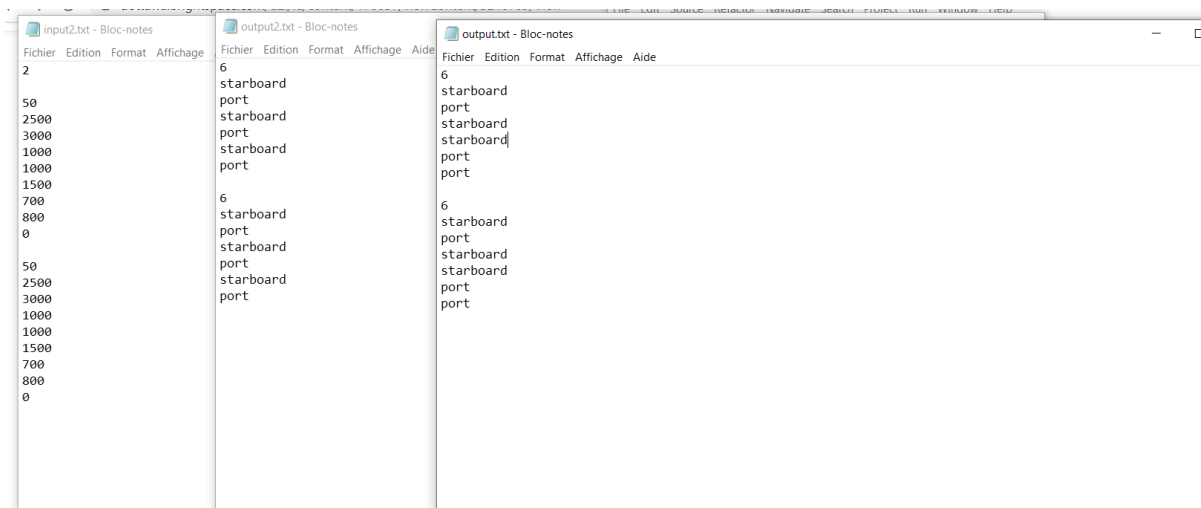 input2.txt - Bloc-notes
Fichier Edition Format Affichage
2

50
2500
3000
1000
1000
1500
700
800
0

50
2500
3000
1000
1000
1500
700
800
0
output2.txt - Bloc-notes
Fichier Edition Format Affichage Aide
6
starboard
port
starboard
port
starboard
port

6
starboard
port
starboard
port
starboard
port
File Edit Source Refactor Navigate Search Project Run Window Help
output.txt - Bloc-notes
Fichier Edition Format Affichage Aide
6
starboard
port
starboard
starboard
port
port

6
starboard
port
starboard
starboard
port
port